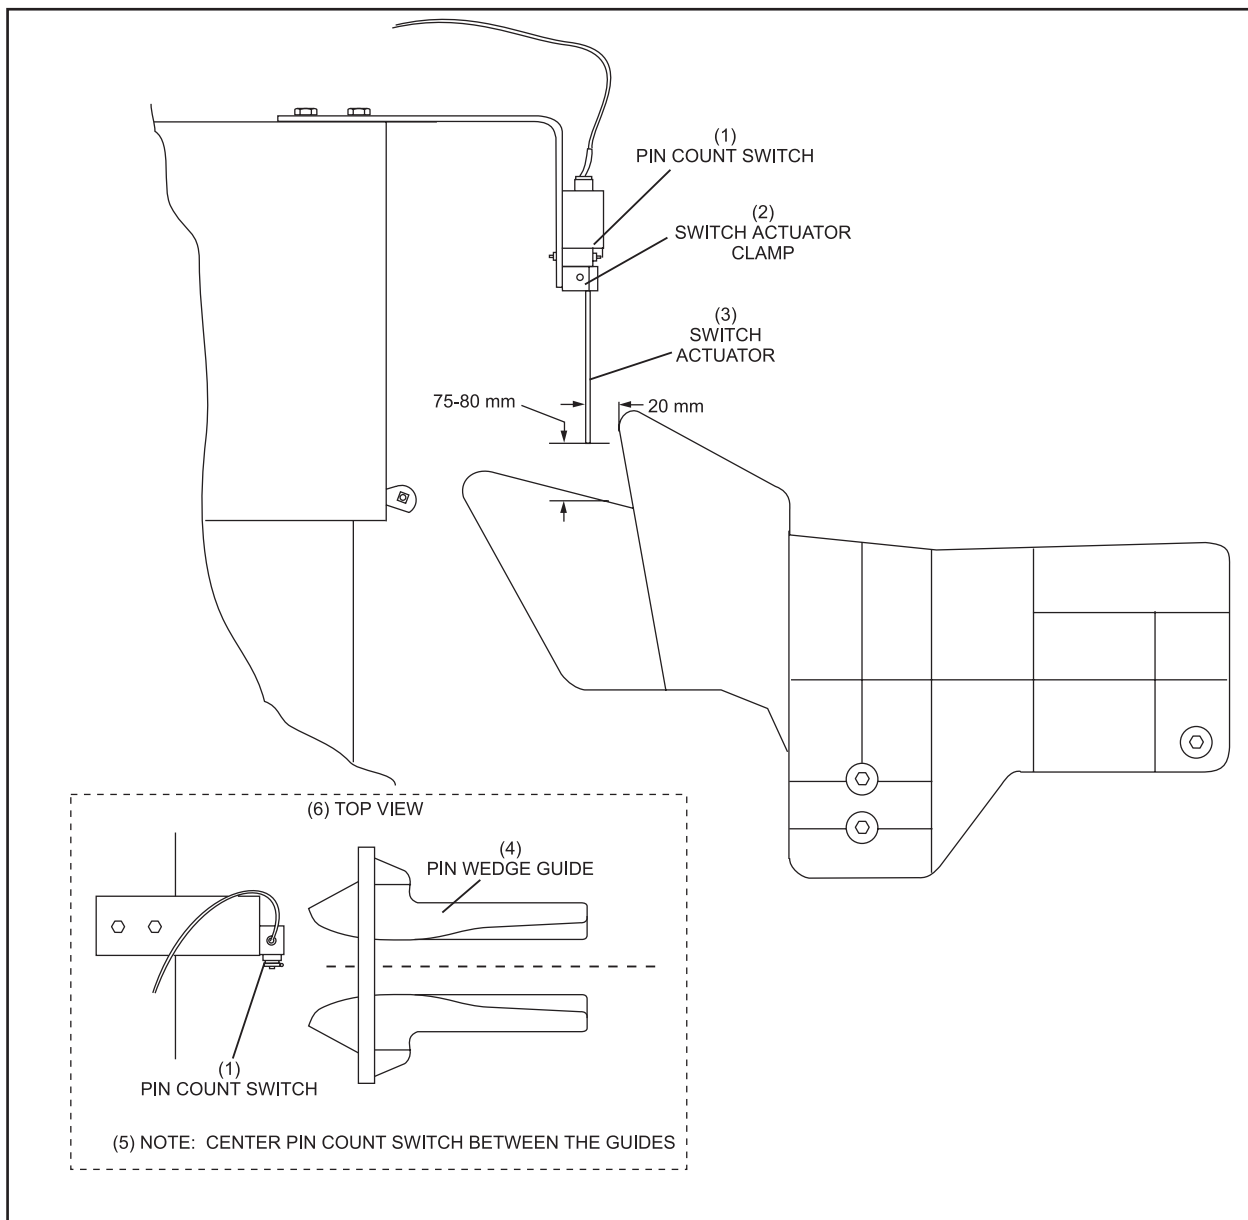 (1)
PIN COUNT SWITCH
(2)
SWITCH ACTUATOR
CLAMP
(3)
SWITCH
ACTUATOR
75-80 mm
20 mm
(6) TOP VIEW
(4)
PIN WEDGE GUIDE
(1)
PIN COUNT SWITCH
(5) NOTE: CENTER PIN COUNT SWITCH BETWEEN THE GUIDES